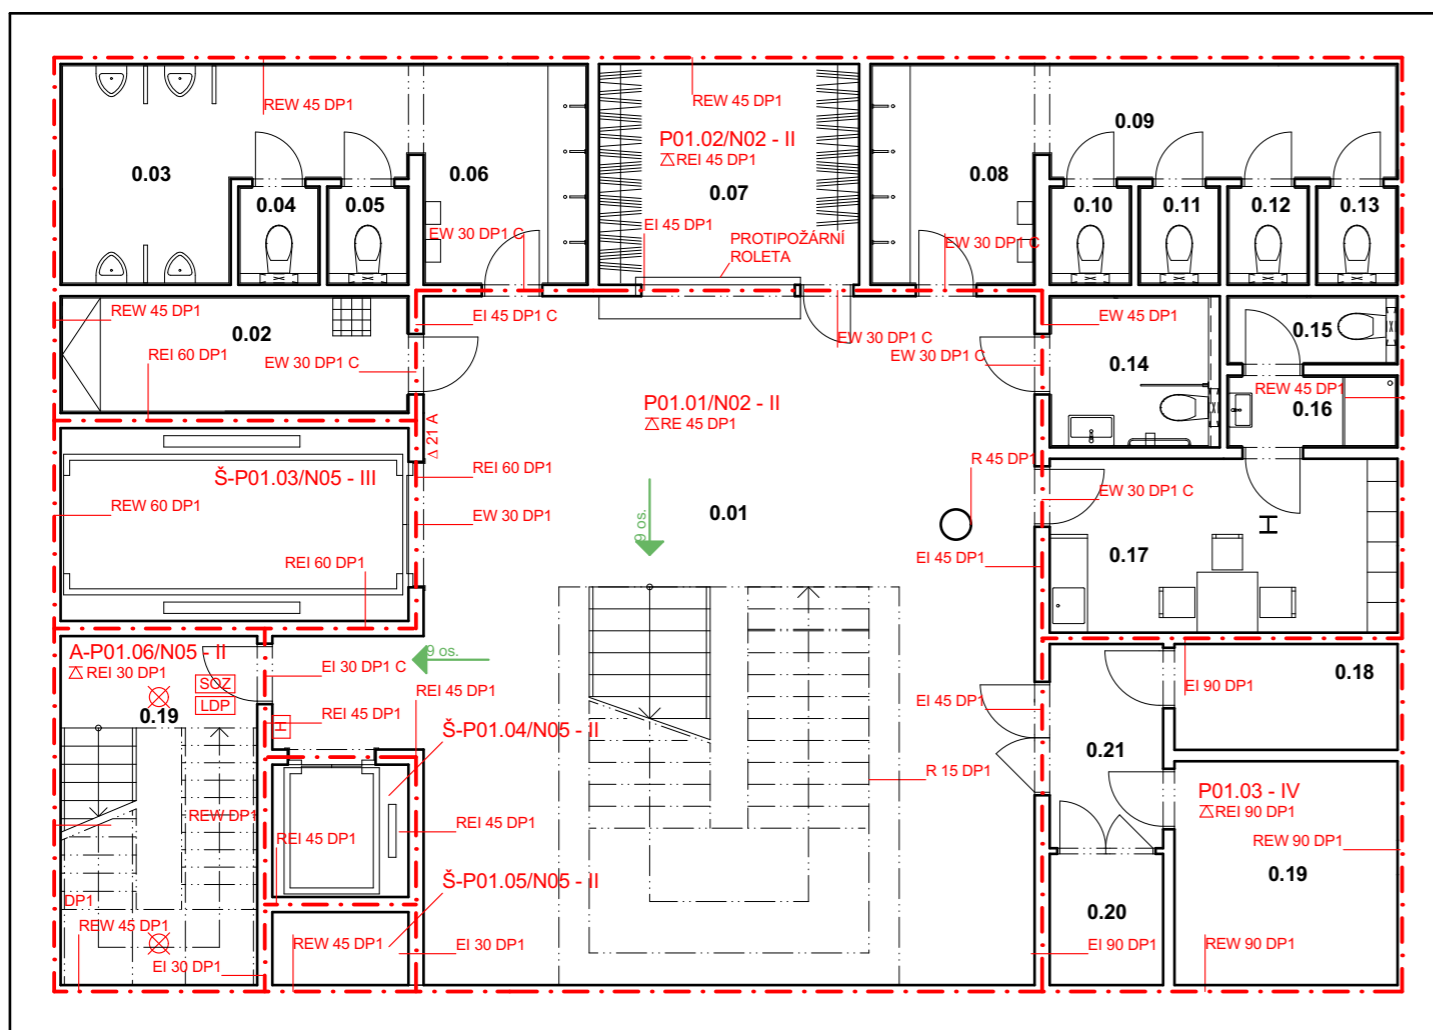 REW 45 DP1
REW 45 DP1
P01.02/N02 - II
REI 45 DP1
0.03
0.04
0.05
0.06
0.07
0.08
0.09
0.10
0.11
0.12
0.13
EW 30 DP1 C
EI 45 DP1
PROTIPOŽÁRNÍ
ROLETA
EW 30 DP1 C
REW 45 DP1
0.02
REI 60 DP1
EW 30 DP1 C
EI 45 DP1 C
EW 30 DP1 C
EW 30 DP1 C
EW 45 DP1
0.14
0.15
REW 45 DP1
0.16
P01.01/N02 - II
RE 45 DP1
21 A
Š-P01.03/N05 - III
REW 60 DP1
REI 60 DP1
REI 60 DP1
EW 30 DP1
9 os.
0.01
R 45 DP1
EW 30 DP1 C
EI 45 DP1
0.17
H
A-P01.06/N05 - II
REI 30 DP1
SOZ
LDP
0.19
H
EI 30 DP1 C
9 os.
REI 45 DP1
REI 45 DP1
Š-P01.04/N05 - II
EI 45 DP1
EI 90 DP1
0.18
0.21
R 15 DP1
P01.03 - IV
REI 90 DP1
REW 90 DP1
0.19
REW DP1
REI 45 DP1
REI 45 DP1
Š-P01.05/N05 - II
DP1
REW 45 DP1
EI 30 DP1
REW 45 DP1
EI 30 DP1
0.20
EI 90 DP1
REW 90 DP1